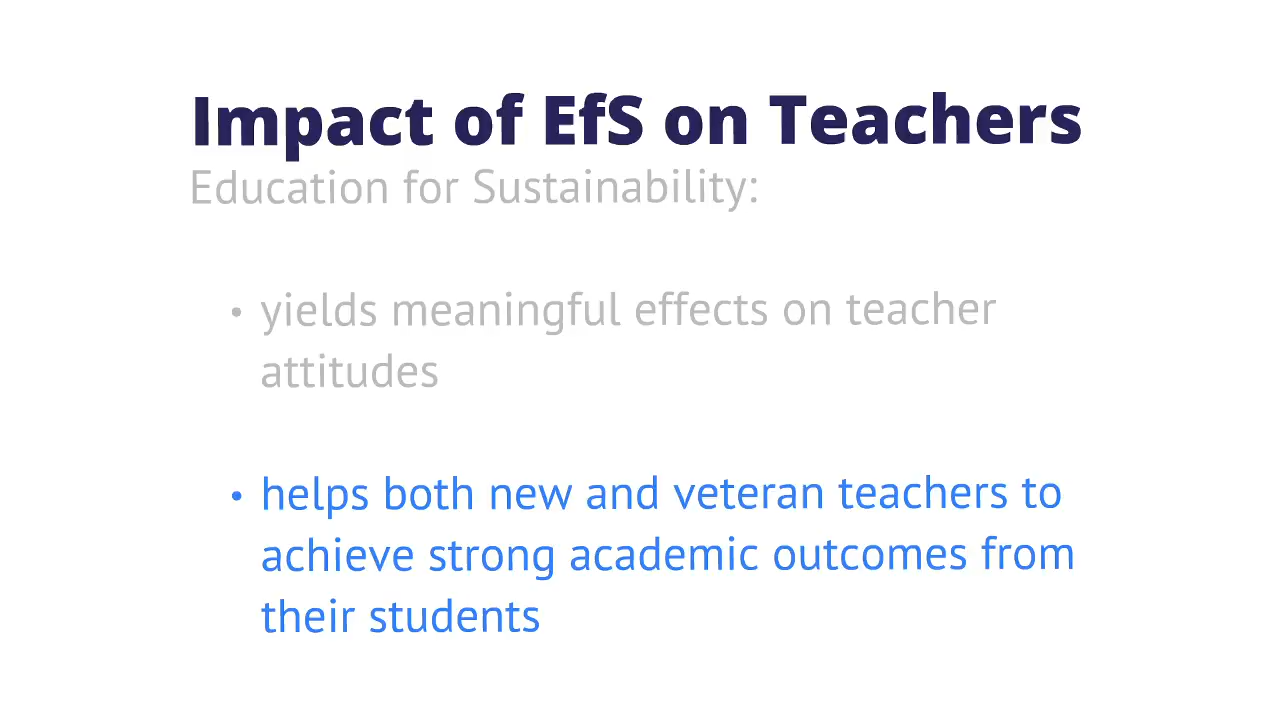 Impact of EfS on Teachers
Education for Sustainability:
• yields meaningful effects on teacher
attitudes
• helps both new and veteran teachers to
achieve strong academic outcomes from
their students